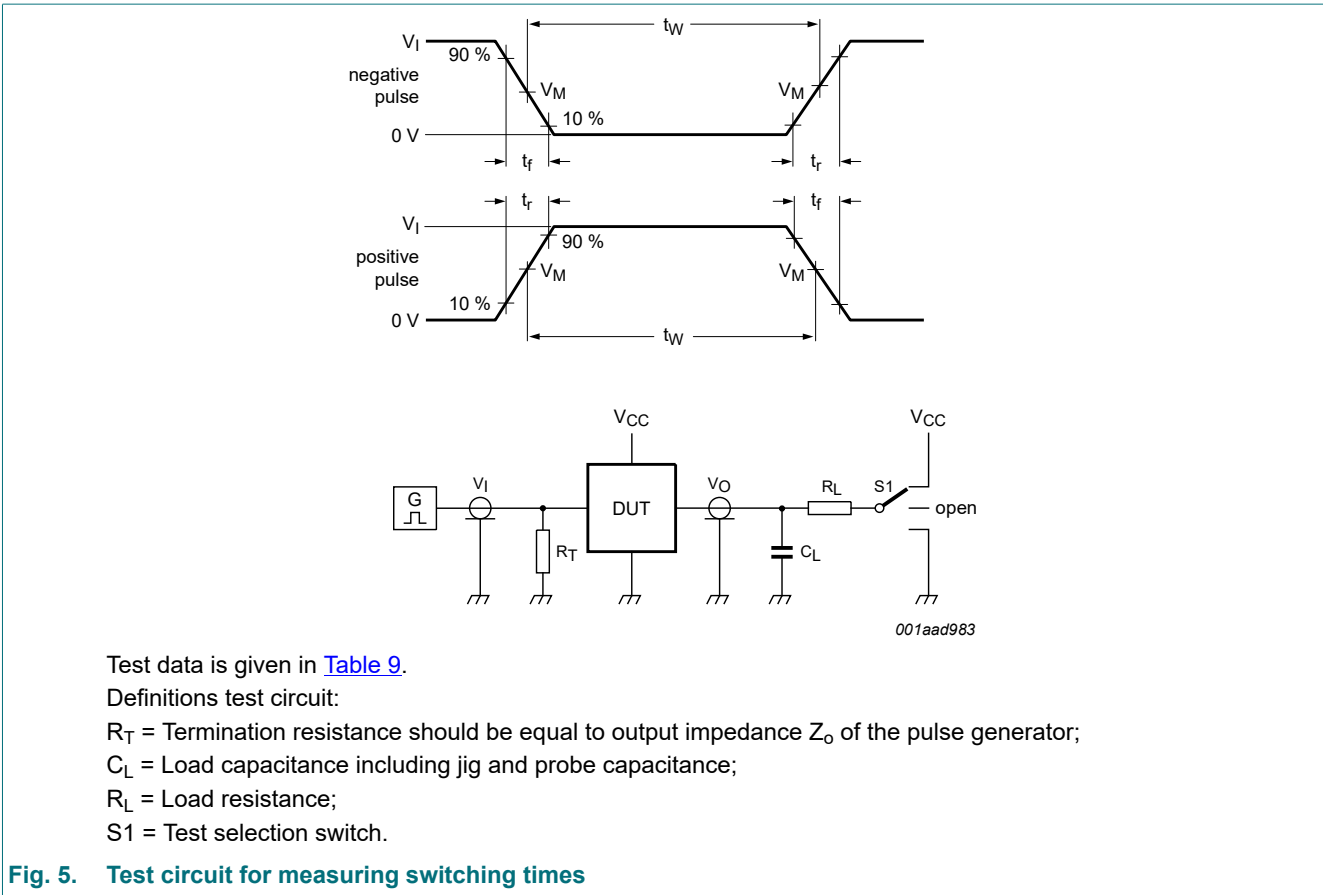 tW
VI
90 %
negative
pulse
VM
VM
10 %
0 V
tf
tr
tr
tf
VI
90 %
positive
pulse
VM
VM
10 %
0 V
tW
VCC
VCC
G
VI
DUT
VO
RL
S1
open
RT
CL
001aad983
Test data is given in Table 9.
Definitions test circuit:
RT = Termination resistance should be equal to output impedance Zo of the pulse generator;
CL = Load capacitance including jig and probe capacitance;
RL = Load resistance;
S1 = Test selection switch.
Fig. 5. Test circuit for measuring switching times